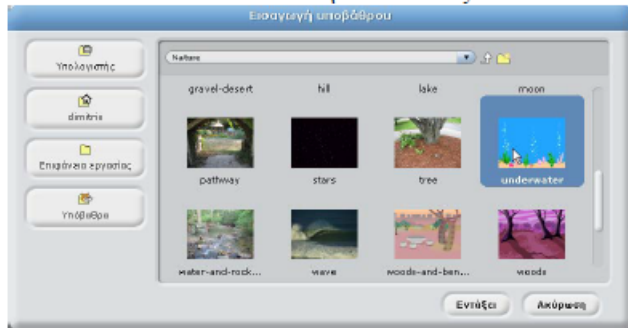 Εισαγωγή υποβάθρου
Υπολογιστής
Nature
dimitris
Επιφάνεια εργασίας
Υπόβαθρα
gravel-desert hill lake moon
pathway stars tree underwater
water-and-rock... wave woods-and-ben... woods
Εντάξει Ακύρωση